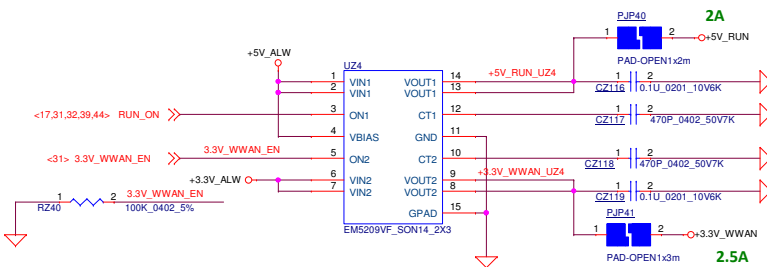 PJP40
2A
1 2
+5V_RUN
PAD-OPEN1x2m
+5V_ALW
UZ4
1 VIN1 VOUT1 14 +5V_RUN_UZ4 1 2
2 VIN1 VOUT1 13 CZ116 0.1U_0201_10V6K
<17,31,32,39,44> RUN_ON 3 ON1 CT1 12 1 2
CZ117 470P_0402_50V7K
4 VBIAS GND 11
<31> 3.3V_WWAN_EN 3.3V_WWAN_EN 5 ON2 CT2 10 1 2
CZ118 470P_0402_50V7K
+3.3V_ALW 6 VIN2 VOUT2 9 +3.3V_WWAN_UZ4
7 VIN2 VOUT2 8 1 2
CZ119 0.1U_0201_10V6K
1 2 3.3V_WWAN_EN
RZ40 100K_0402_5%
GPAD 15
EM5209VF_SON14_2X3
PJP41
1 2
+3.3V_WWAN
PAD-OPEN1x3m
2.5A